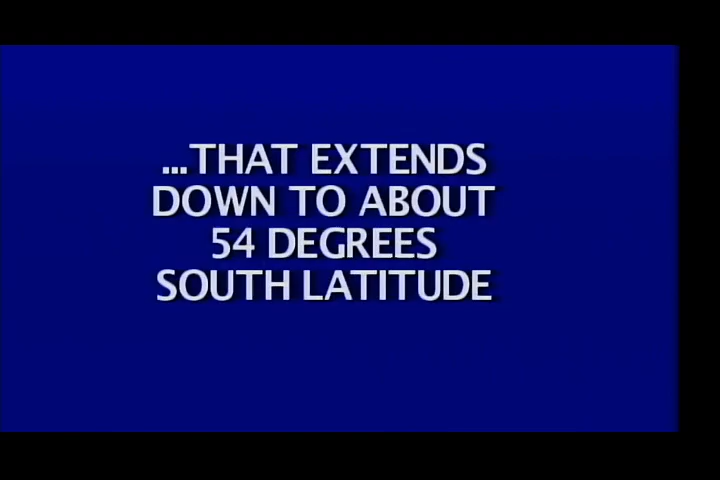 ...THAT EXTENDS
DOWN TO ABOUT
54 DEGREES
SOUTH LATITUDE